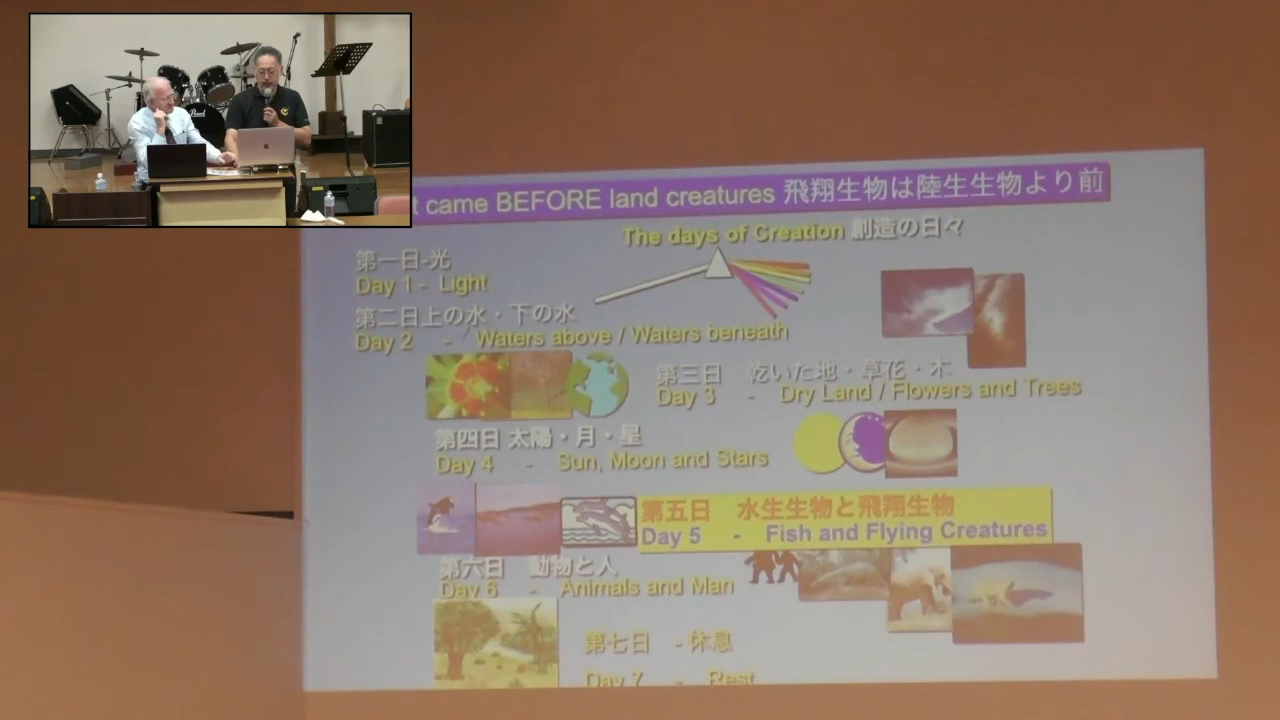 came BEFORE land creatures 飛翔生物は陸生生物より前
The days of Creation 創造の日々
第一日-光
Day 1 - Light
第二日上の水・下の水
Day 2 - Waters above / Waters beneath
第三日 乾いた地・草花・木
Day 3 - Dry Land / Flowers and Trees
第四日 太陽・月・星
Day 4 - Sun, Moon and Stars
第五日 水生生物と飛翔生物
Day 5 - Fish and Flying Creatures
第六日 動物と人
Day 6 - Animals and Man
第七日 - 休息
Day 7 - Rest
Pearl